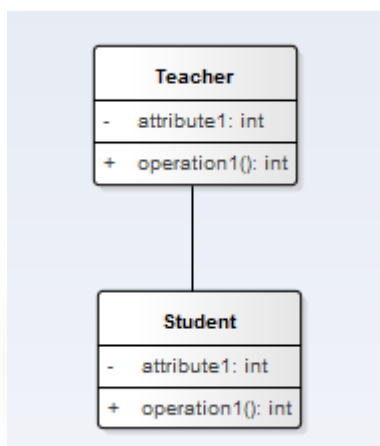 Teacher
- attribute1: int
+ operation1(): int
Student
- attribute1: int
+ operation1(): int